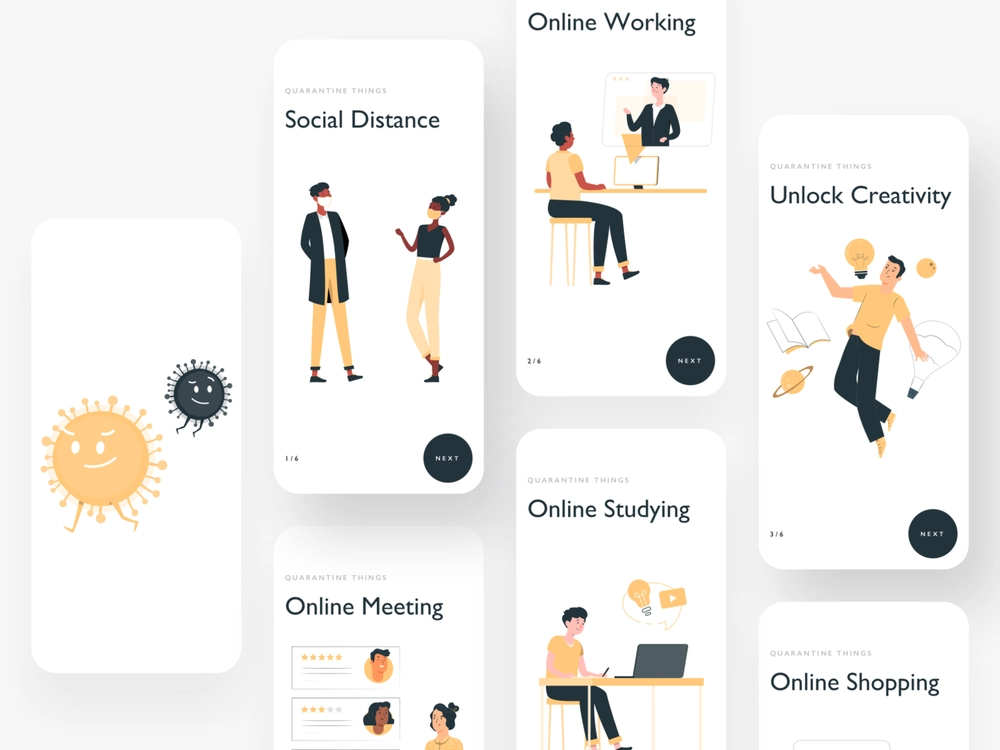 QUARANTINE THINGS
Social Distance
1/6
NEXT
QUARANTINE THINGS
Online Meeting
Online Working
2/6
NEXT
QUARANTINE THINGS
Online Studying
QUARANTINE THINGS
Unlock Creativity
3/6
NEXT
QUARANTINE THINGS
Online Shopping